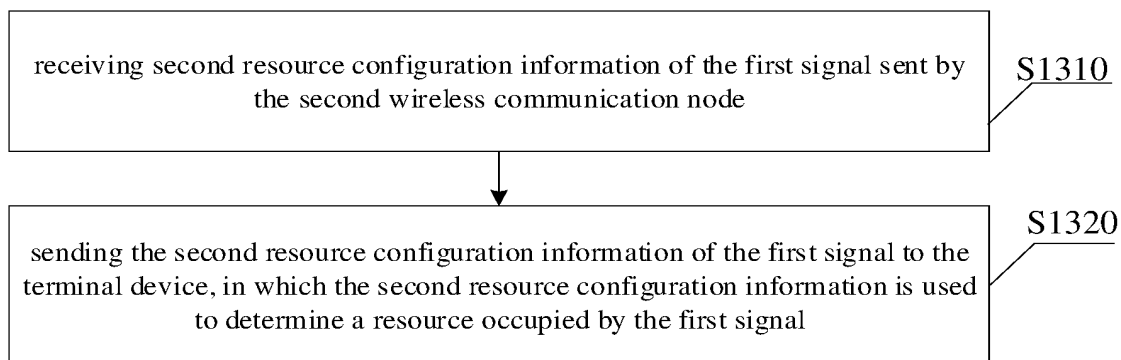 receiving second resource configuration information of the first signal sent by
the second wireless communication node
S1310
sending the second resource configuration information of the first signal to the
terminal device, in which the second resource configuration information is used
to determine a resource occupied by the first signal
S1320